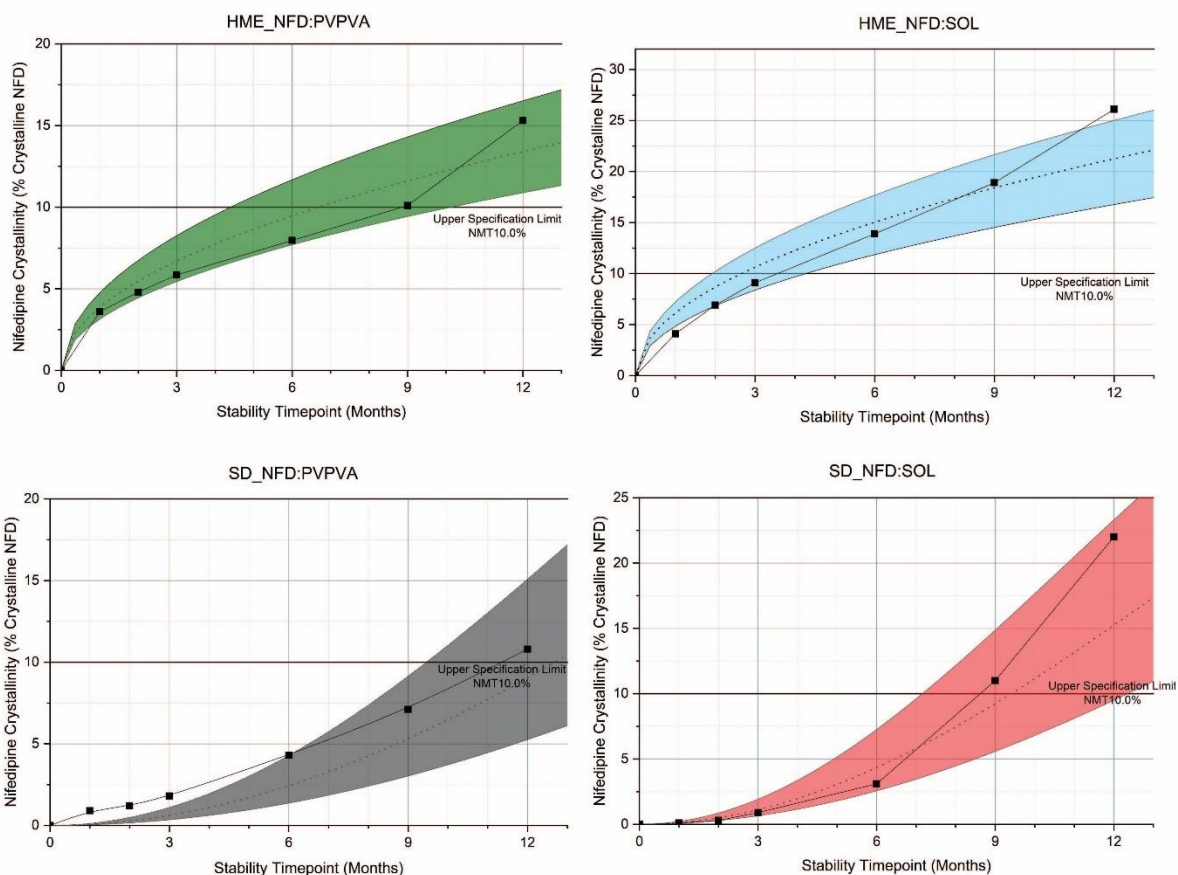 HME_NFD:PVPVA
Nifedipine Crystallinity (% Crystalline NFD)
20
15
10
5
0
Upper Specification Limit
NMT10.0%
0
3
6
9
12
Stability Timepoint (Months)
HME_NFD:SOL
Nifedipine Crystallinity (% Crystalline NFD)
30
25
20
15
10
5
0
Upper Specification Limit
NMT10.0%
0
3
6
9
12
Stability Timepoint (Months)
SD_NFD:PVPVA
Nifedipine Crystallinity (% Crystalline NFD)
20
15
10
5
0
Upper Specification Limit
NMT10.0%
0
3
6
9
12
Stability Timepoint (Months)
SD_NFD:SOL
Nifedipine Crystallinity (% Crystalline NFD)
25
20
15
10
5
0
Upper Specification Limit
NMT10.0%
0
3
6
9
12
Stability Timepoint (Months)